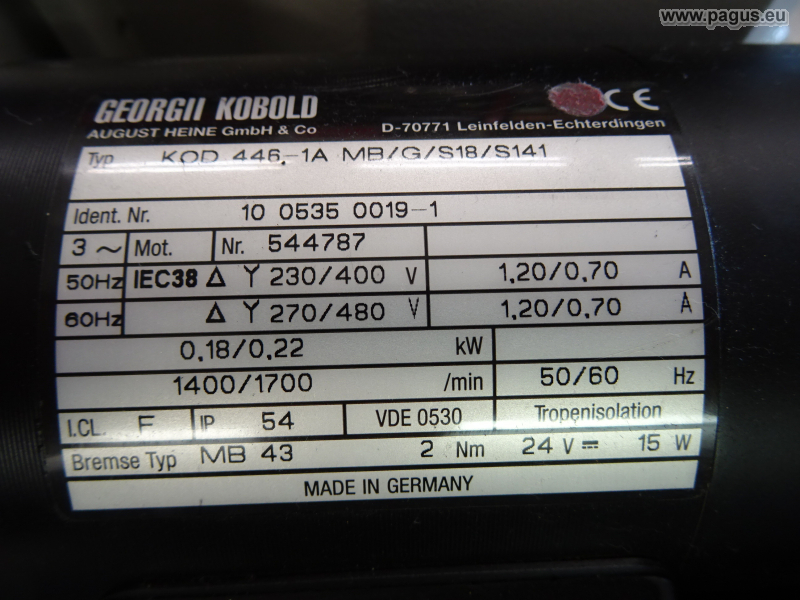 www.pagus.eu
GEORGII KOBOLD CE
AUGUST HEINE GmbH & Co D-70771 Leinfelden-Echterdingen
Typ KOD 446.-1A MB/G/S18/S141
Ident. Nr. 10 0535 0019-1
3 ~ Mot. Nr. 544787
50Hz IEC38 Δ Y 230/400 V 1,20/0,70 A
60Hz Δ Y 270/480 V 1,20/0,70 A
0,18/0,22 kW
1400/1700 /min 50/60 Hz
I.CL. F IP 54 VDE 0530 Tropenisolation
Bremse Typ MB 43 2 Nm 24 V 15 W
MADE IN GERMANY